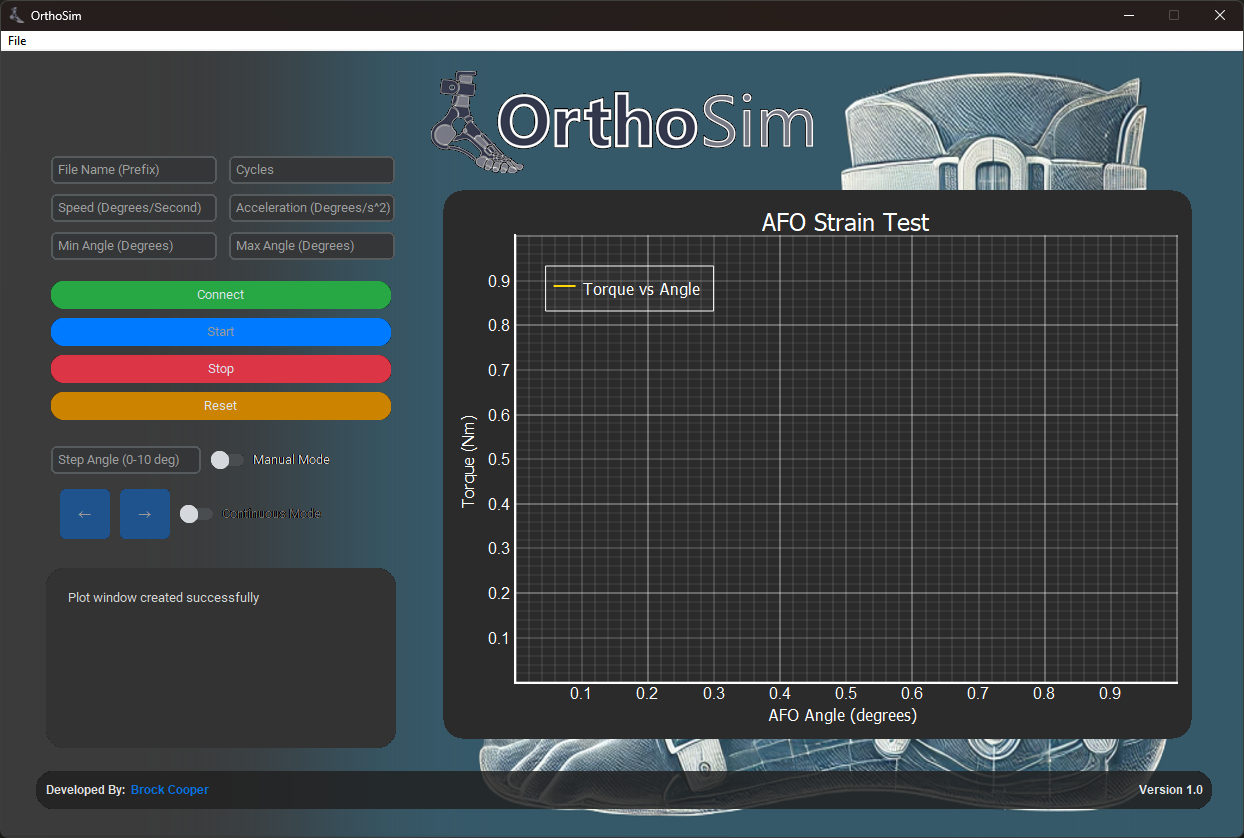 OrthoSim
File
OrthoSim
File Name (Prefix)
Cycles
Speed (Degrees/Second)
Acceleration (Degrees/s^2)
Min Angle (Degrees)
Max Angle (Degrees)
Connect
Start
Stop
Reset
Step Angle (0-10 deg)
Manual Mode
←
→
Continuous Mode
Plot window created successfully
AFO Strain Test
Torque vs Angle
Torque (Nm)
0.9
0.8
0.7
0.6
0.5
0.4
0.3
0.2
0.1
0.1 0.2 0.3 0.4 0.5 0.6 0.7 0.8 0.9
AFO Angle (degrees)
Developed By: Brock Cooper
Version 1.0